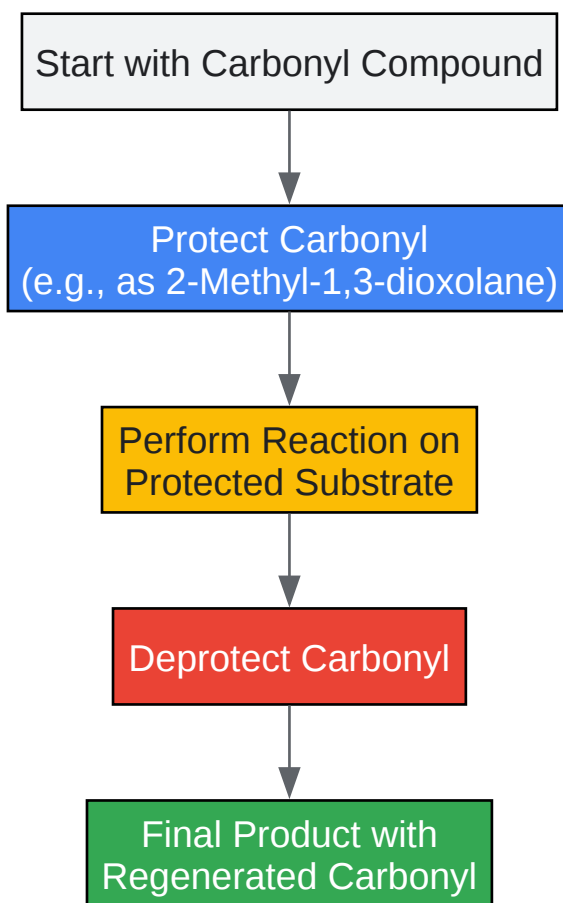 Start with Carbonyl Compound
Protect Carbonyl
(e.g., as 2-Methyl-1,3-dioxolane)
Perform Reaction on
Protected Substrate
Deprotect Carbonyl
Final Product with
Regenerated Carbonyl